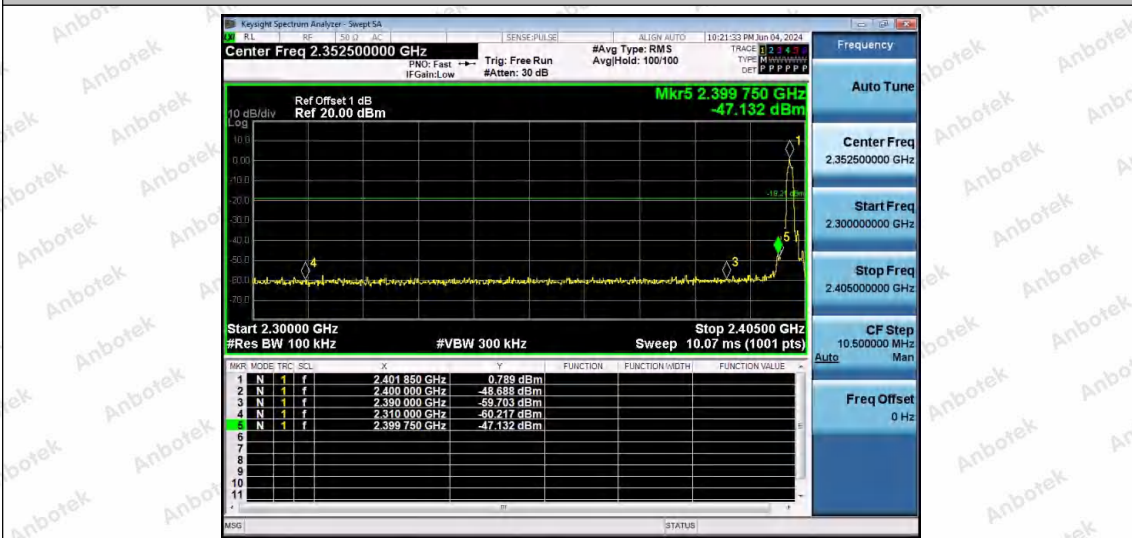 Keysight Spectrum Analyzer - Swept SA
RL RF 50 Ω AC SENSE:PULSE ALIGN AUTO 10:21:33 PM Jun 04, 2024
Center Freq 2.352500000 GHz
PNO: Fast
IFGain:Low
Trig: Free Run
#Atten: 30 dB
#Avg Type: RMS
Avg|Hold: 100/100
TRACE 1 2 3 4 5 6
TYPE M WWWWW
DET P P P P P P
Frequency
Auto Tune
Center Freq
2.352500000 GHz
Start Freq
2.300000000 GHz
Stop Freq
2.405000000 GHz
CF Step
10.500000 MHz
Auto Man
Freq Offset
0 Hz
Mkr5 2.399 750 GHz
-47.132 dBm
Ref Offset 1 dB
10 dB/div Ref 20.00 dBm
Log
10.0
0.00
-10.0
-20.0
-30.0
-40.0
-50.0
-60.0
-70.0
1
-19.21 dBm
5
3
4
Start 2.30000 GHz Stop 2.40500 GHz
#Res BW 100 kHz #VBW 300 kHz Sweep 10.07 ms (1001 pts)
MKR MODE TRC SCL X Y FUNCTION FUNCTION WIDTH FUNCTION VALUE
1 N 1 f 2.401 850 GHz 0.789 dBm
2 N 1 f 2.400 000 GHz -48.688 dBm
3 N 1 f 2.390 000 GHz -59.703 dBm
4 N 1 f 2.310 000 GHz -60.217 dBm
5 N 1 f 2.399 750 GHz -47.132 dBm
6
7
8
9
10
11
MSG STATUS
Anbotek